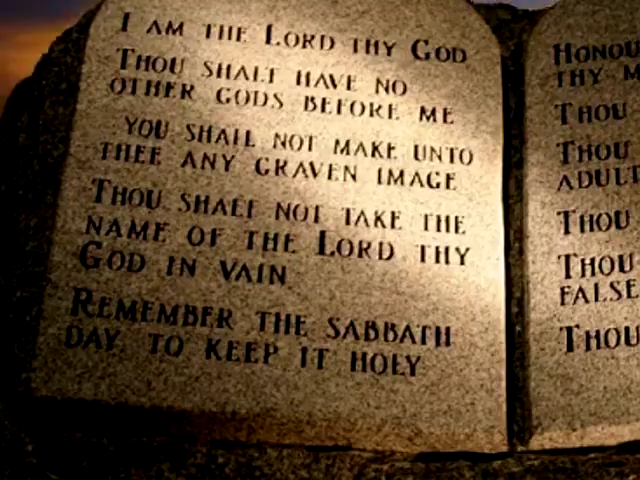 I AM THE LORD THY GOD
THOU SHALT HAVE NO
OTHER GODS BEFORE ME
YOU SHALL NOT MAKE UNTO
THEE ANY GRAVEN IMAGE
THOU SHALT NOT TAKE THE
NAME OF THE LORD THY
GOD IN VAIN
REMEMBER THE SABBATH
DAY TO KEEP IT HOLY
THY
THOU
THOU
THOU
THOU
FALSE
THOU